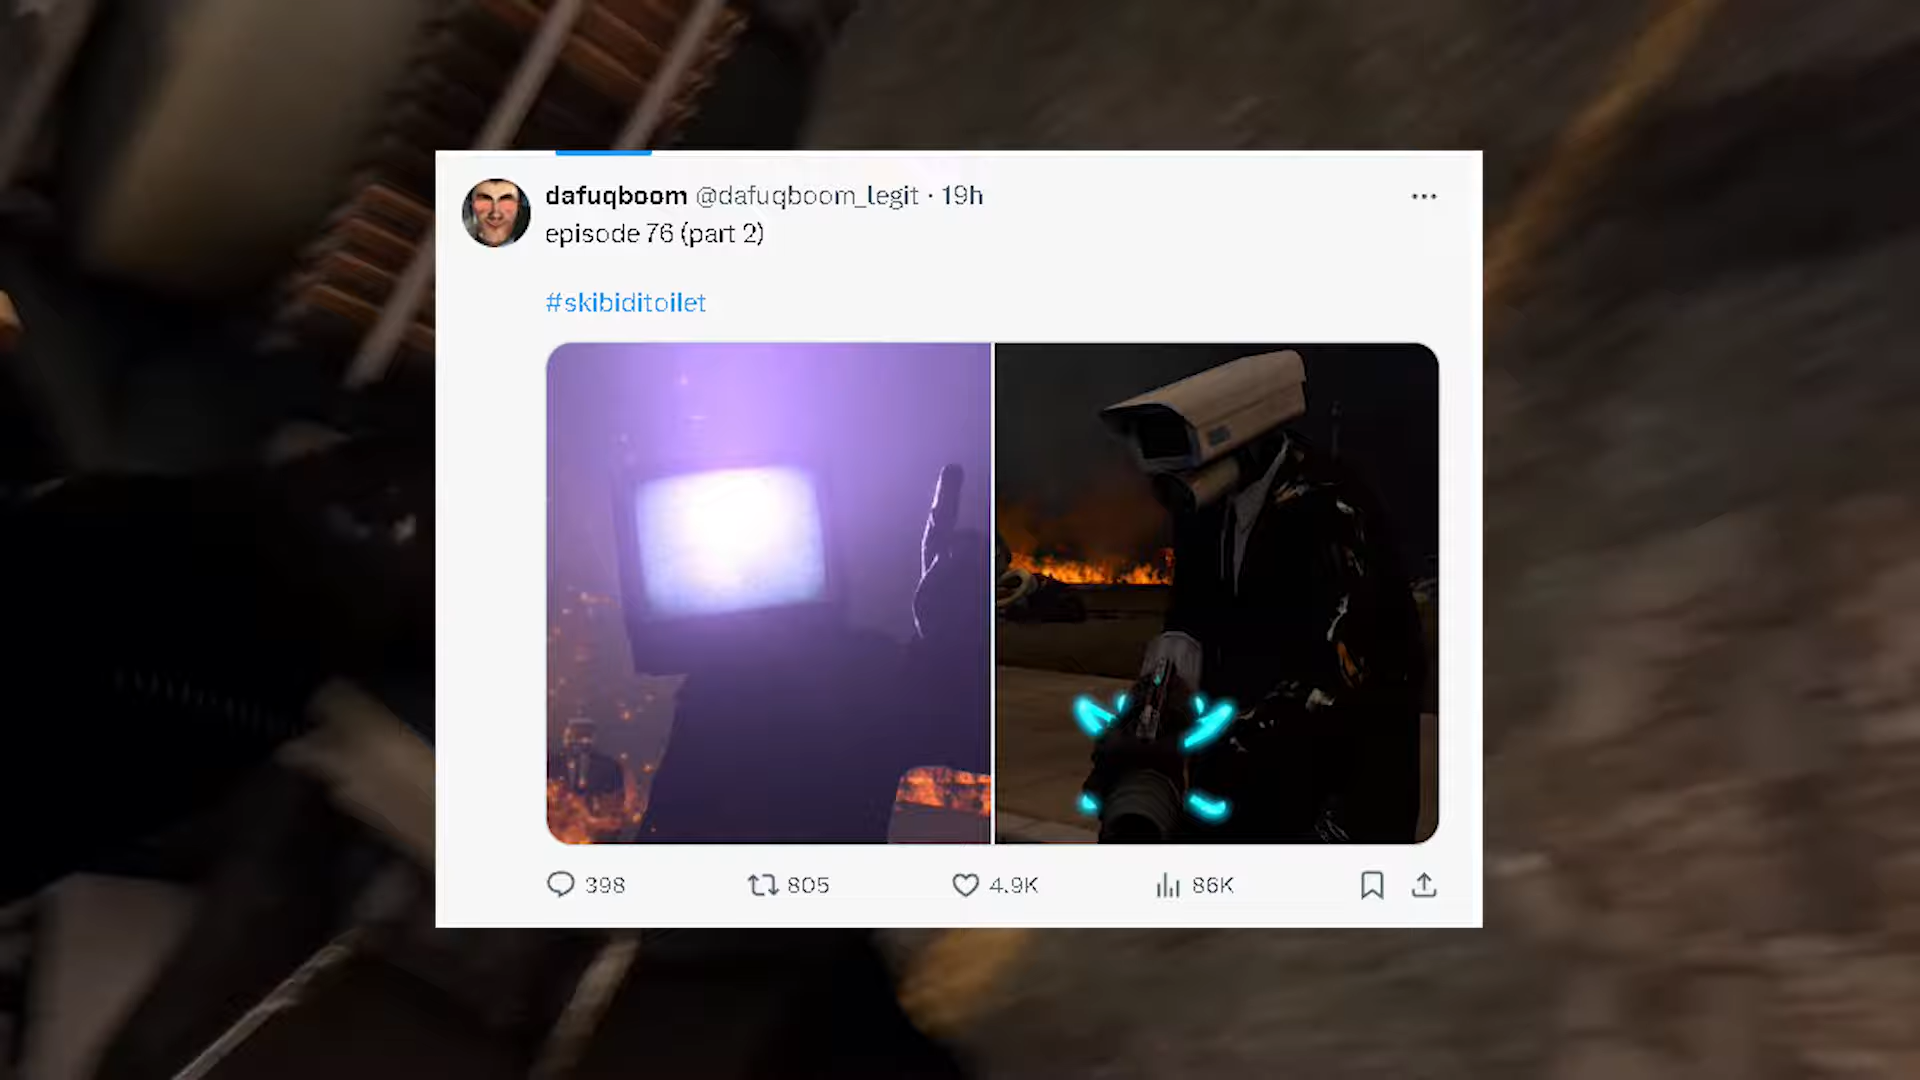 dafuqboom @dafuqboom_legit · 19h
episode 76 (part 2)
#skibiditoilet
398 805 4.9K 86K